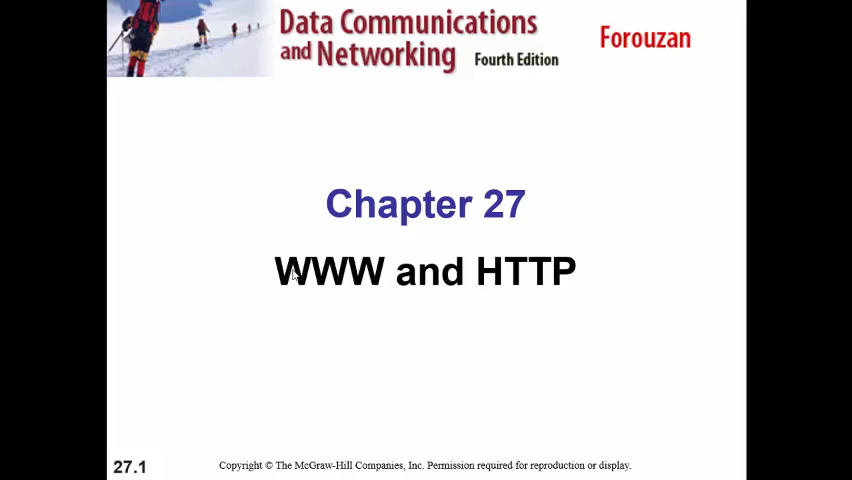 Data Communications
and Networking Fourth Edition
Forouzan
Chapter 27
WWW and HTTP
27.1
Copyright © The McGraw-Hill Companies, Inc. Permission required for reproduction or display.